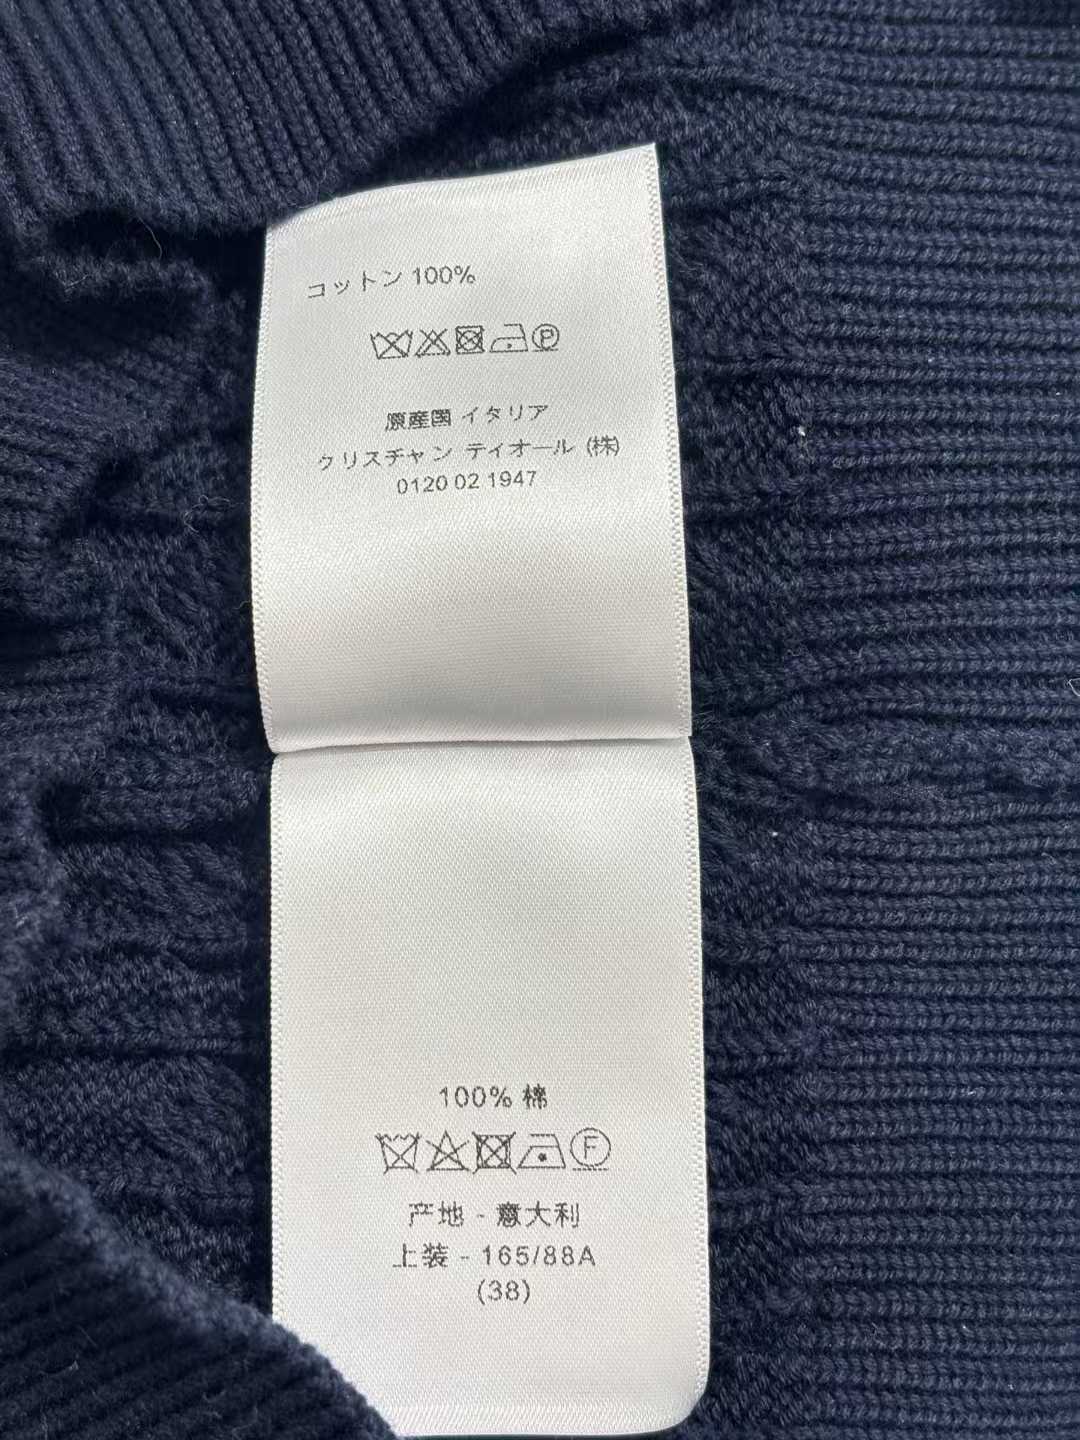 コットン 100%
P
原産国 イタリア
クリスチャン ディオール (株)
0120 02 1947
100% 棉
F
产地 - 意大利
上装 - 165/88A
(38)